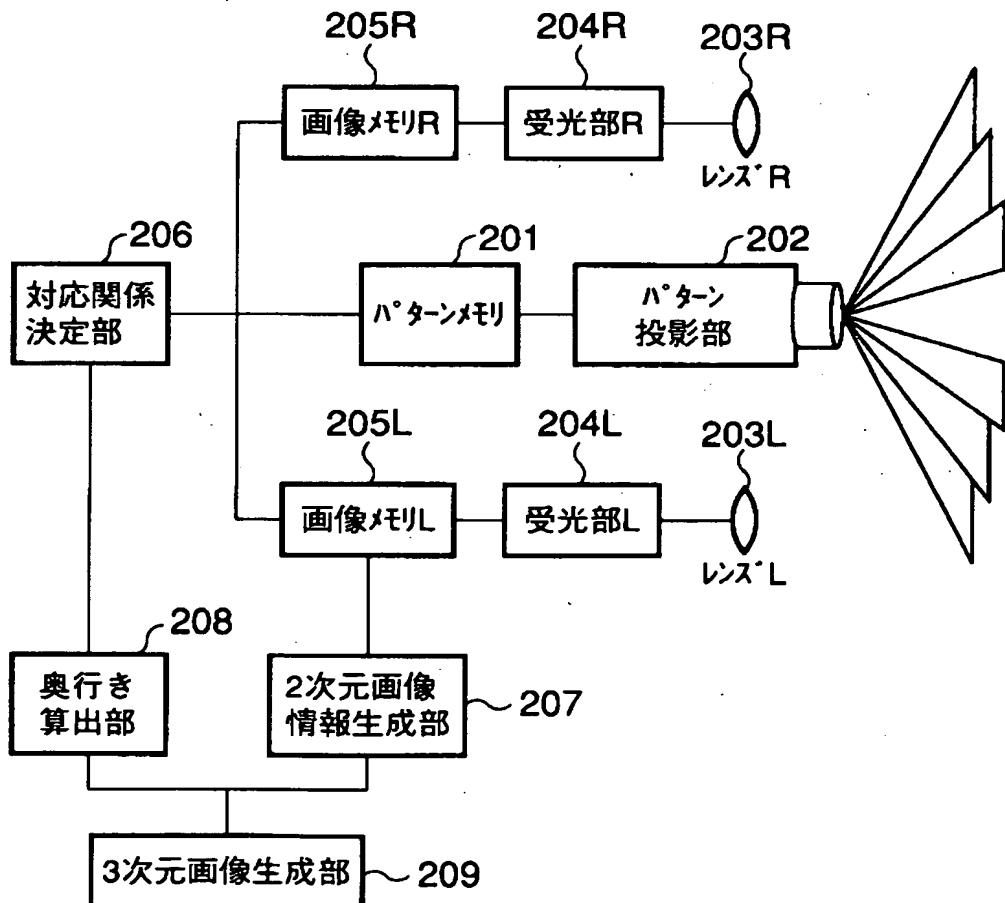 205R
204R
203R
画像メモリR
受光部R
レンズR
206
201
202
対応関係
決定部
パターンメモリ
パターン
投影部
205L
204L
203L
画像メモリL
受光部L
レンズL
208
奥行き
算出部
2次元画像
情報生成部
207
3次元画像生成部
209